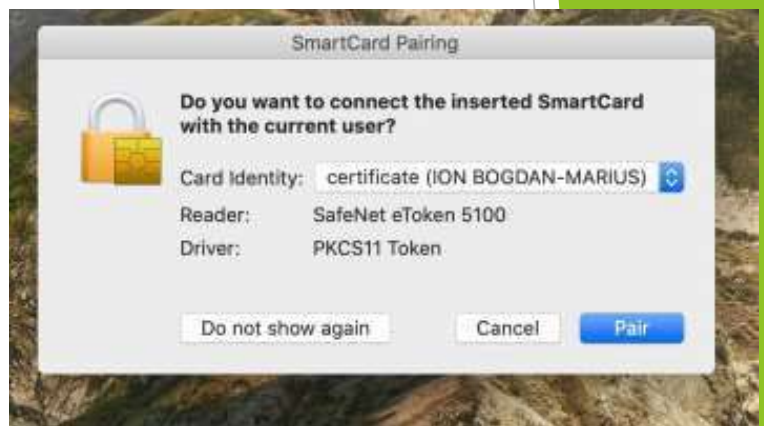 SmartCard Pairing
Do you want to connect the inserted SmartCard
with the current user?
Card Identity: certificate (ION BOGDAN-MARIUS)
Reader: SafeNet eToken 5100
Driver: PKCS11 Token
Do not show again Cancel Pair